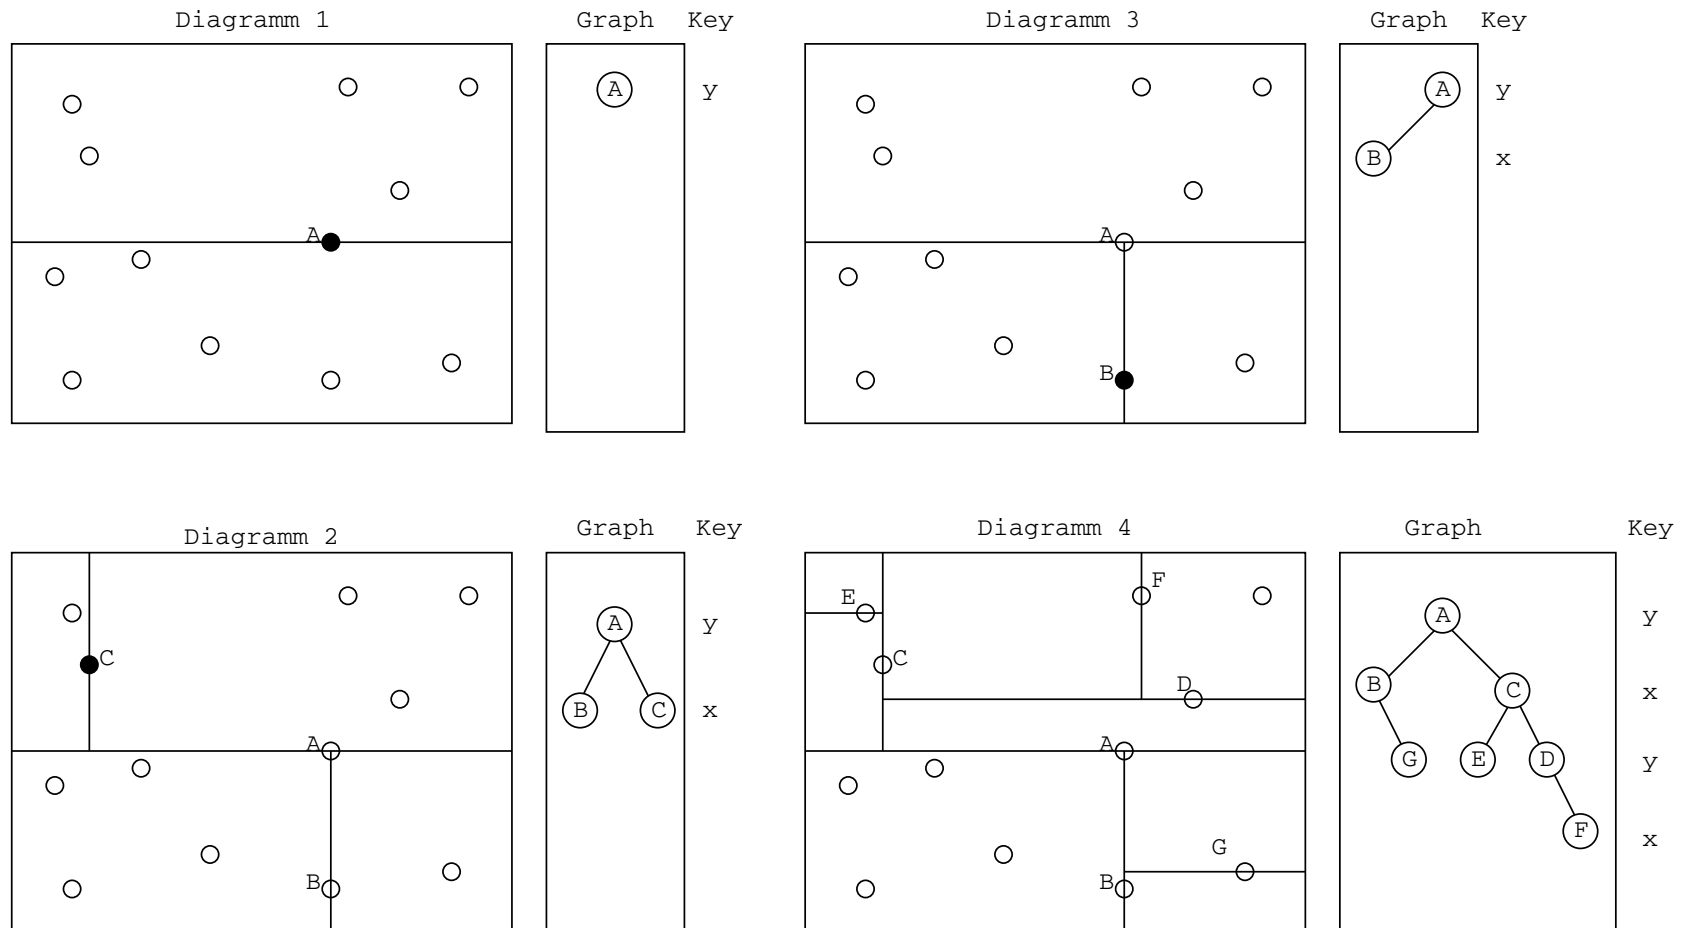 Diagramm 1 Graph Key
A y
A
Diagramm 3 Graph Key
A y
B x
A
B
Diagramm 2 Graph Key
C
A y
B C x
A
B
Diagramm 4 Graph Key
F
E
C
D
A
G
B
A y
B C x
G E D y
F x